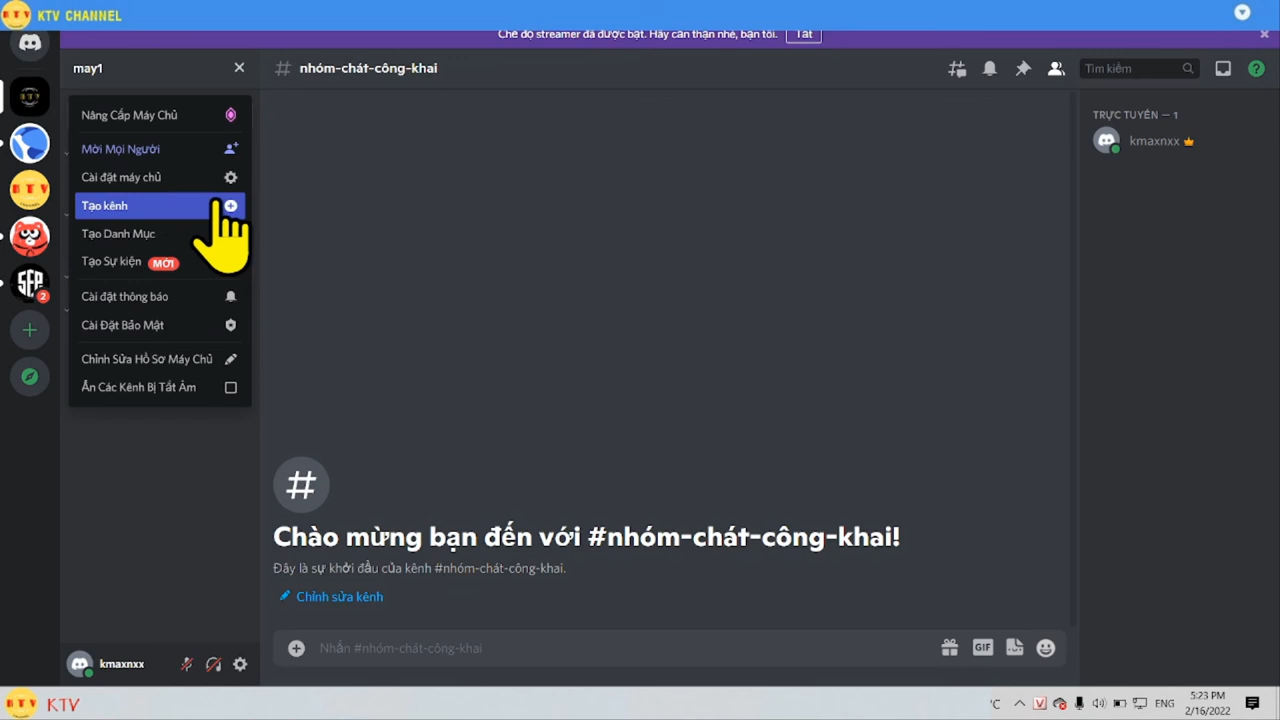 KTV CHANNEL
Chế độ streamer đã được bật. Hãy cẩn thận nhé, bạn tôi.
Tắt
may1
nhóm-chát-công-khai
Tìm kiếm
Nâng Cấp Máy Chủ
Mời Mọi Người
Cài đặt máy chủ
Tạo kênh
Tạo Danh Mục
Tạo Sự kiện MỚI
Cài đặt thông báo
Cài Đặt Bảo Mật
Chỉnh Sửa Hồ Sơ Máy Chủ
Ẩn Các Kênh Bị Tắt Âm
BTV
SEP
2
TRỰC TUYẾN — 1
kmaxnxx
Chào mừng bạn đến với #nhóm-chát-công-khai!
Đây là sự khởi đầu của kênh #nhóm-chát-công-khai.
Chỉnh sửa kênh
Nhắn #nhóm-chát-công-khai
GIF
kmaxnxx
BTV
KTV
°C
V
ENG
5:23 PM
2/16/2022